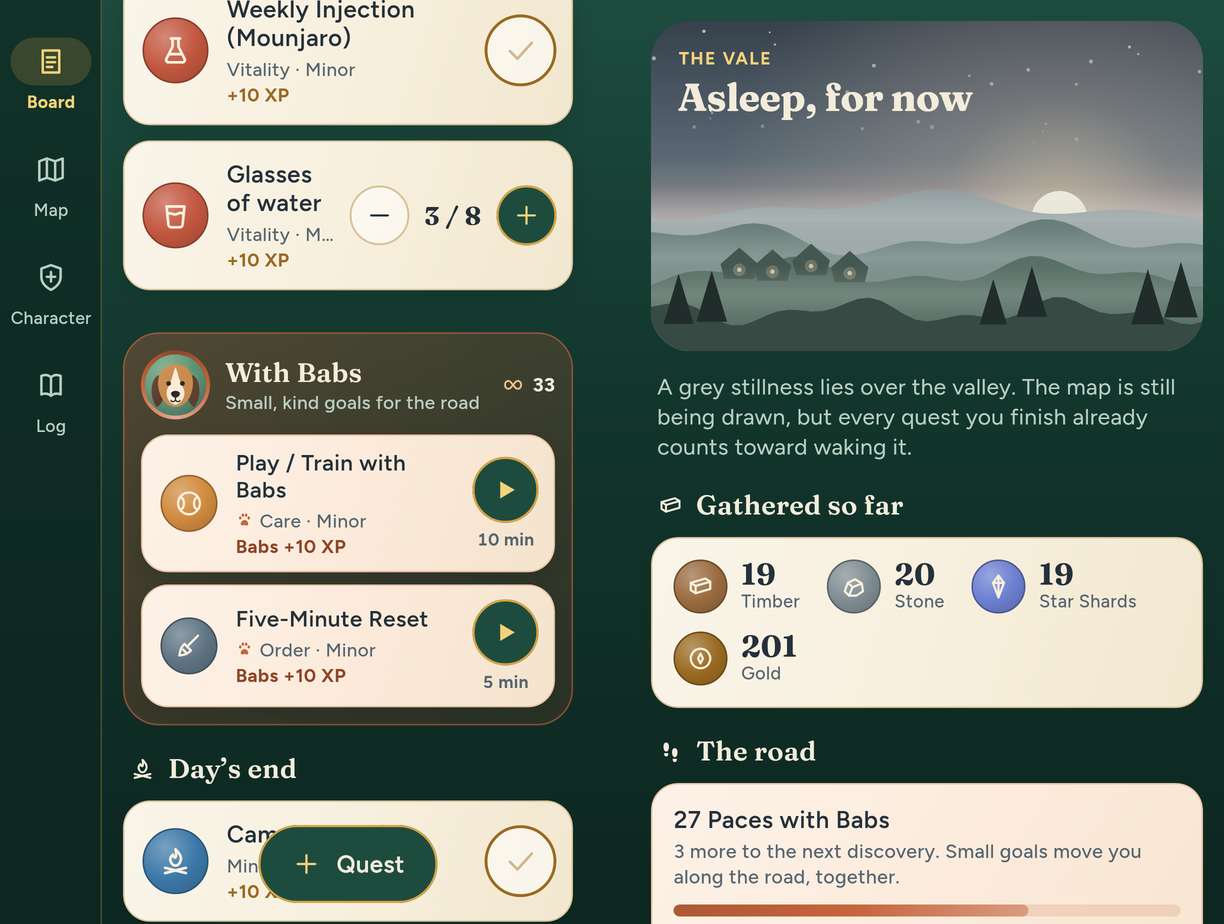 Board
Map
Character
Log
Weekly Injection
(Mounjaro)
Vitality · Minor
+10 XP
Glasses
of water
Vitality · M...
+10 XP
3 / 8
With Babs
Small, kind goals for the road
∞ 33
Play / Train with
Babs
Care · Minor
Babs +10 XP
10 min
Five-Minute Reset
Order · Minor
Babs +10 XP
5 min
Day’s end
Min
+10
+ Quest
THE VALE
Asleep, for now
A grey stillness lies over the valley. The map is still
being drawn, but every quest you finish already
counts toward waking it.
Gathered so far
19
Timber
20
Stone
19
Star Shards
201
Gold
The road
27 Paces with Babs
3 more to the next discovery. Small goals move you
along the road, together.